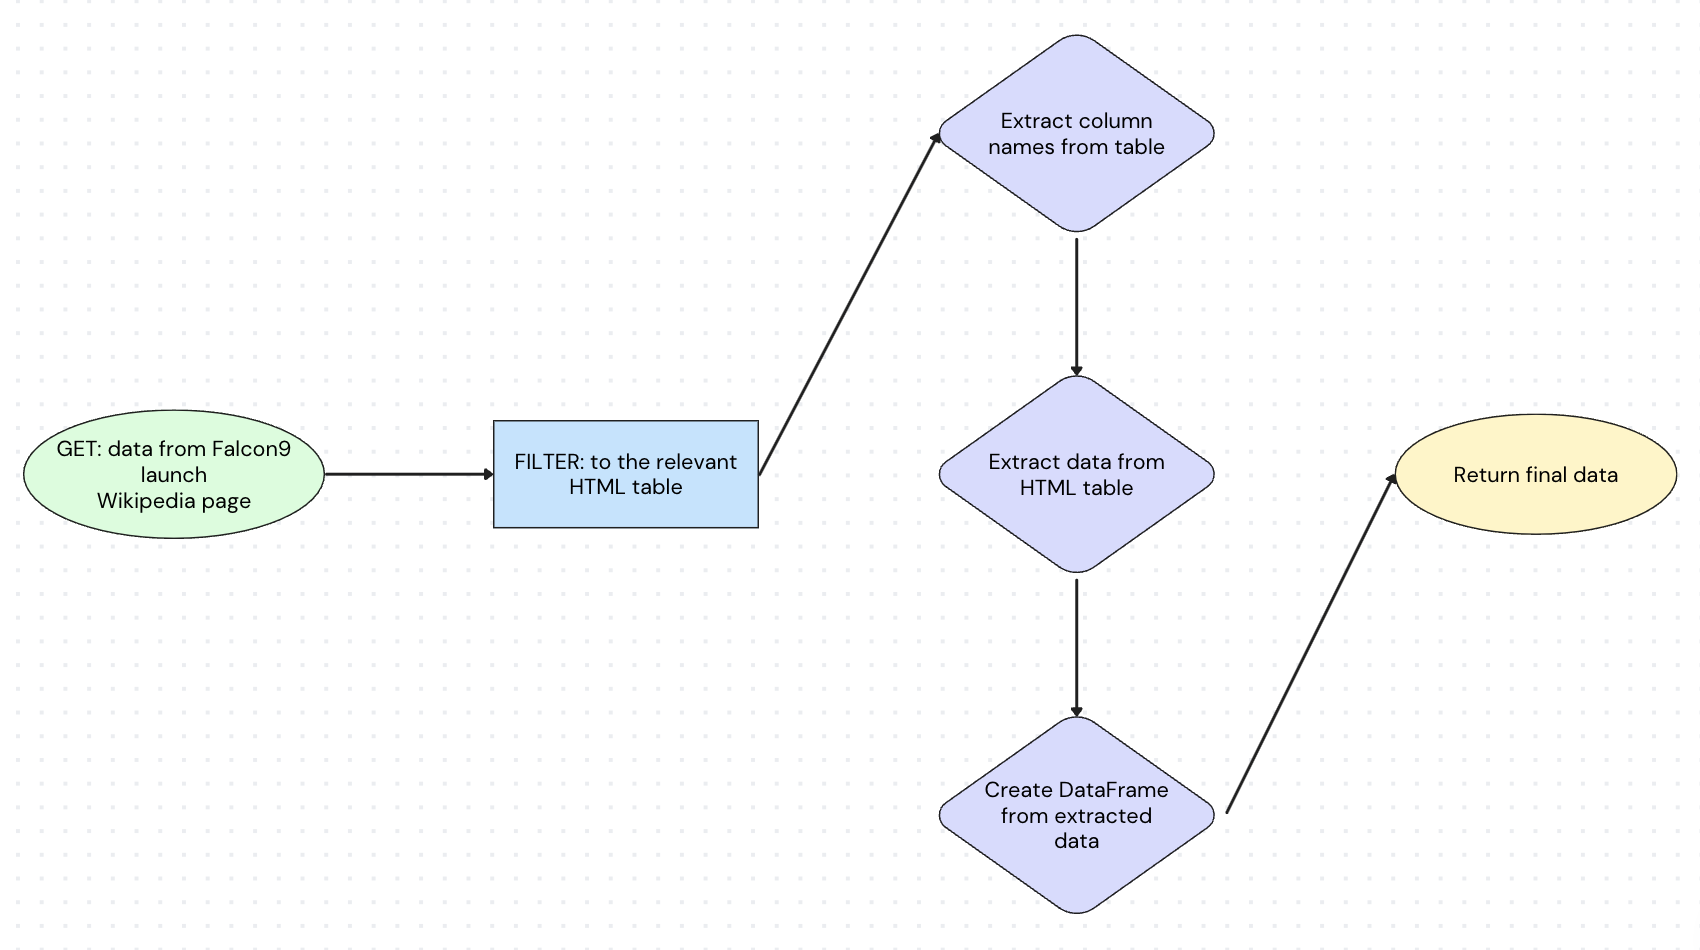 GET: data from Falcon9
launch
Wikipedia page
FILTER: to the relevant
HTML table
Extract column
names from table
Extract data from
HTML table
Create DataFrame
from extracted
data
Return final data